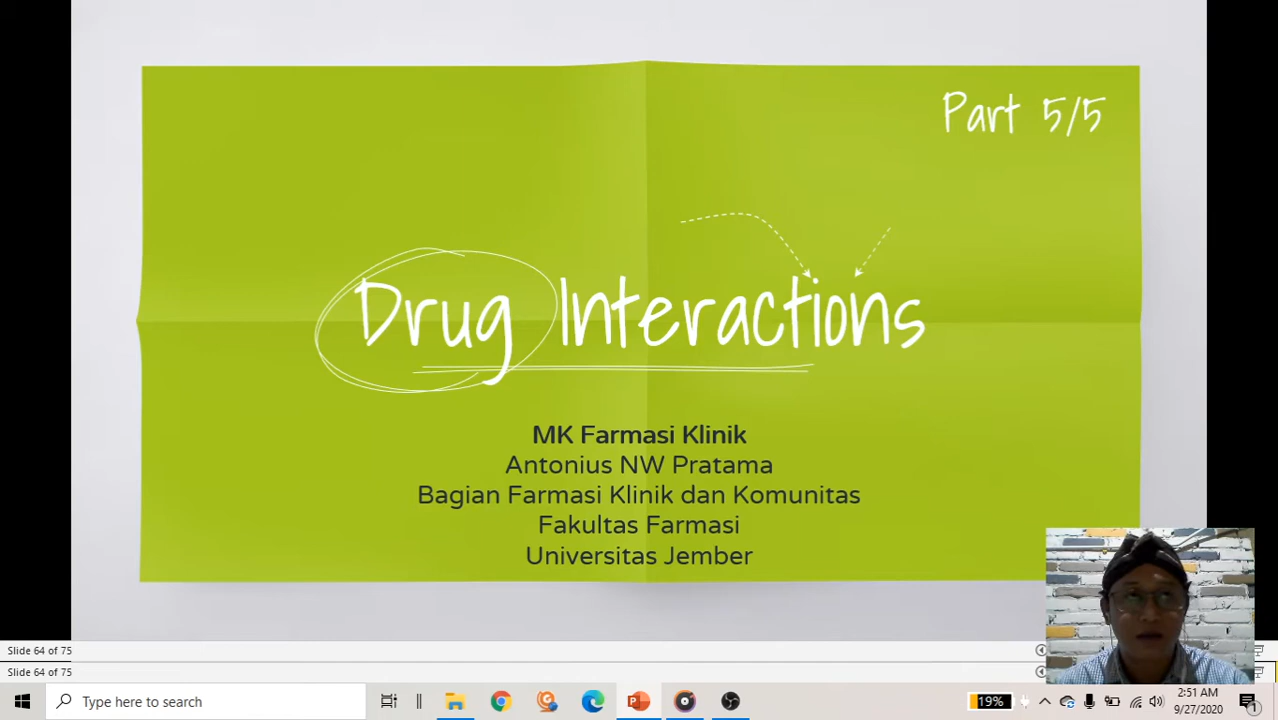 Part 5/5
Drug Interactions
MK Farmasi Klinik
Antonius NW Pratama
Bagian Farmasi Klinik dan Komunitas
Fakultas Farmasi
Universitas Jember
Slide 64 of 75
Slide 64 of 75
Type here to search
19%
2:51 AM
9/27/2020
1